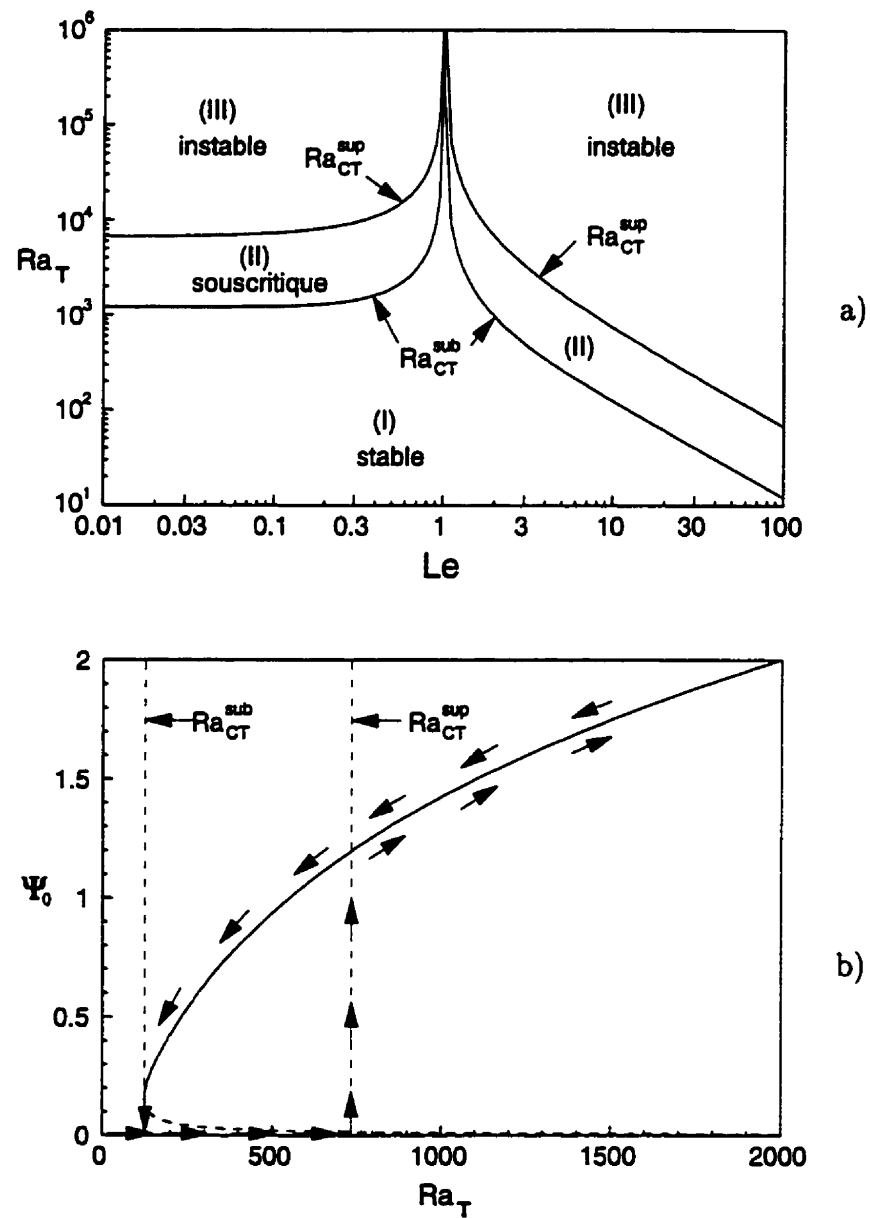 10^6
(III)
(III)
10^5
instable
Ra_CT^sup
instable
10^4
(II)
Ra_CT^sup
Ra_T
souscritique
10^3
a)
Ra_CT^sub
(II)
10^2
(I)
stable
10^1
0.01 0.03 0.1 0.3 1 3 10 30 100
Le
2
Ra_CT^sub
Ra_CT^sup
1.5
Ψ_0
1
b)
0.5
0
0 500 1000 1500 2000
Ra_T